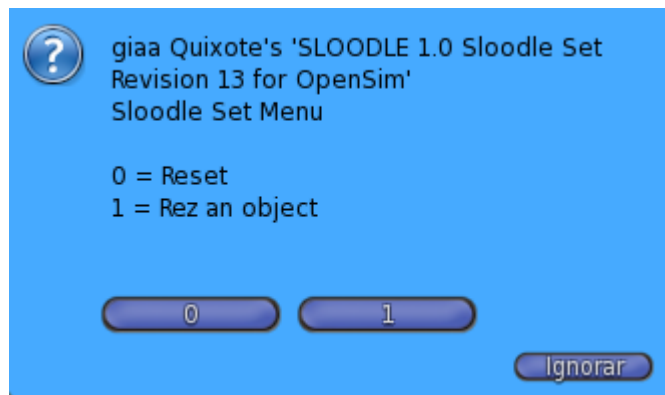 ?
giaa Quixote's 'SLOODLE 1.0 Sloodle Set
Revision 13 for OpenSim'
Sloodle Set Menu
0 = Reset
1 = Rez an object
0 1
Ignorar